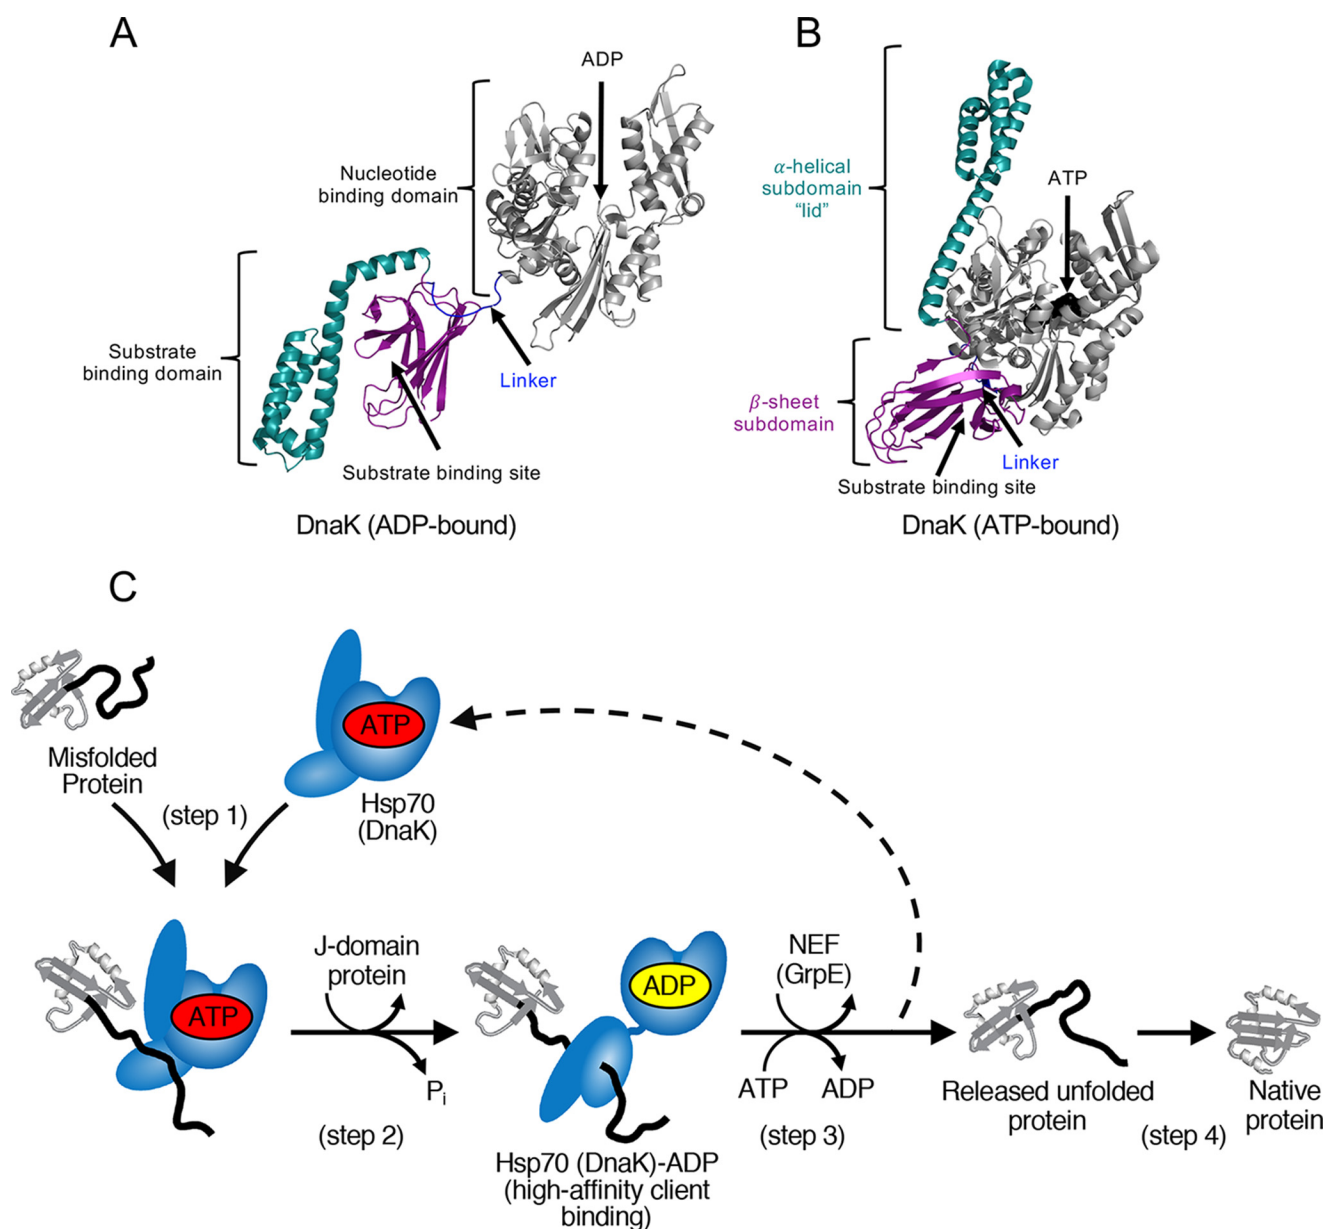 A
ADP
Nucleotide
binding domain
Substrate
binding domain
Linker
Substrate binding site
DnaK (ADP-bound)
B
α-helical
subdomain
“lid”
ATP
β-sheet
subdomain
Linker
Substrate binding site
DnaK (ATP-bound)
C
Misfolded
Protein
(step 1)
ATP
Hsp70
(DnaK)
ATP
J-domain
protein
Pi
(step 2)
ADP
Hsp70 (DnaK)-ADP
(high-affinity client
binding)
NEF
(GrpE)
ATP
ADP
(step 3)
Released unfolded
protein
(step 4)
Native
protein